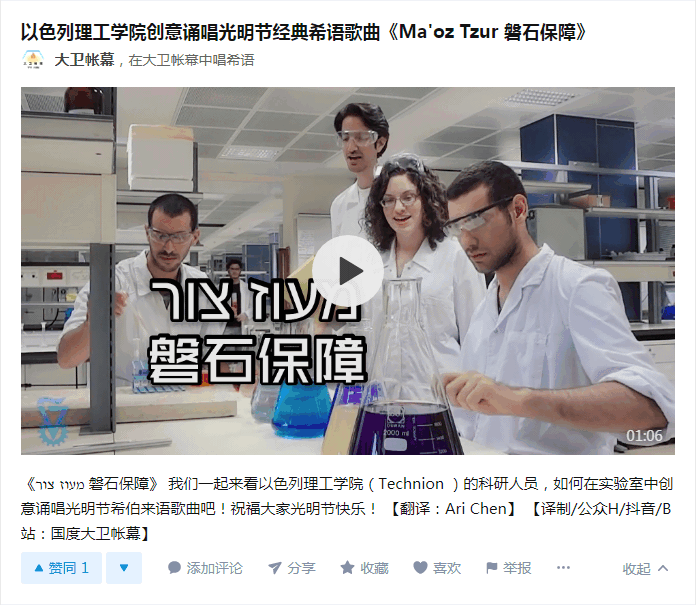 以色列理工学院创意诵唱光明节经典希语歌曲《Ma'oz Tzur 磐石保障》
大卫帐幕，在大卫帐幕中唱希语
מעוז צור
磐石保障
2000 ml
01:06
《מעוז צור 磐石保障》 我们一起来看以色列理工学院（Technion ）的科研人员，如何在实验室中创
意诵唱光明节希伯来语歌曲吧！祝福大家光明节快乐！ 【翻译：Ari Chen】 【译制/公众H/抖音/B
站：国度大卫帐幕】
赞同 1 添加评论 分享 收藏 喜欢 举报 ··· 收起